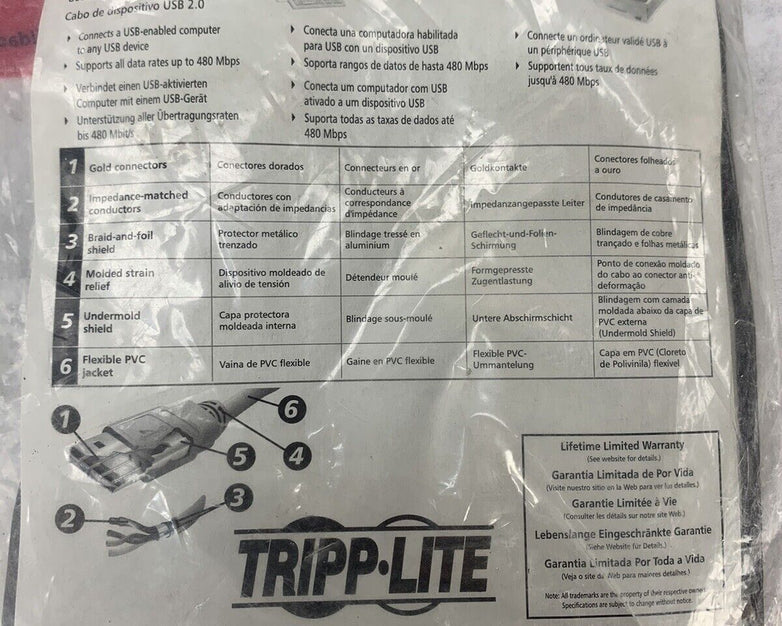 Cabo de dispositivo USB 2.0
Connects a USB-enabled computer
to any USB device
Supports all data rates up to 480 Mbps
Verbindet einen USB-aktivierten
Computer mit einem USB-Gerät
Unterstützung aller Übertragungsraten
bis 480 Mbit/s
Conecta una computadora habilitada
para USB con un dispositivo USB
Soporta rangos de datos de hasta 480 Mbps
Conecta um computador com USB
ativado a um dispositivo USB
Suporta todas as taxas de dados até
480 Mbps
Connecte un ordinateur validé USB à
un périphérique USB
Supportent tous taux de données
jusqu'à 480 Mbps
1 Gold connectors
Conectores dorados
Connecteurs en or
Goldkontakte
Conectores folheados
a ouro
2 Impedance-matched
conductors
Conductores con
adaptación de impedancias
Conducteurs à
correspondance
d'impédance
Impedanzangepasste Leiter
Condutores de casamento
de impedância
3 Braid-and-foil
shield
Protector metálico
trenzado
Blindage tressé en
aluminium
Geflecht-und-Folien-
Schirmung
Blindagem de cobre
trançado e folhas metálicas
4 Molded strain
relief
Dispositivo moldeado de
alivio de tensión
Détendeur moulé
Formgepresste
Zugentlastung
Ponto de conexão moldado
do cabo ao conector anti-
deformação
5 Undermold
shield
Capa protectora
moldeada interna
Blindage sous-moulé
Untere Abschirmschicht
Blindagem com camada
moldada abaixo da capa de
PVC externa
(Undermold Shield)
6 Flexible PVC
jacket
Vaina de PVC flexible
Gaine en PVC flexible
Flexible PVC-
Ummantelung
Capa em PVC (Cloreto
de Polivinila) flexível
1
6
5
4
3
2
TRIPP·LITE
Lifetime Limited Warranty
(See website for details.)
Garantía Limitada de Por Vida
(Visite nuestro sitio en la Web para ver los detalles.)
Garantie Limitée à Vie
(Consulter les détails sur notre site Web.)
Lebenslange Eingeschränkte Garantie
(Siehe Website für Details.)
Garantia Limitada Por Toda a Vida
(Veja o site da Web para maiores detalhes.)
Note: All trademarks are the property of their respective owners.
Specifications are subject to change without notice.